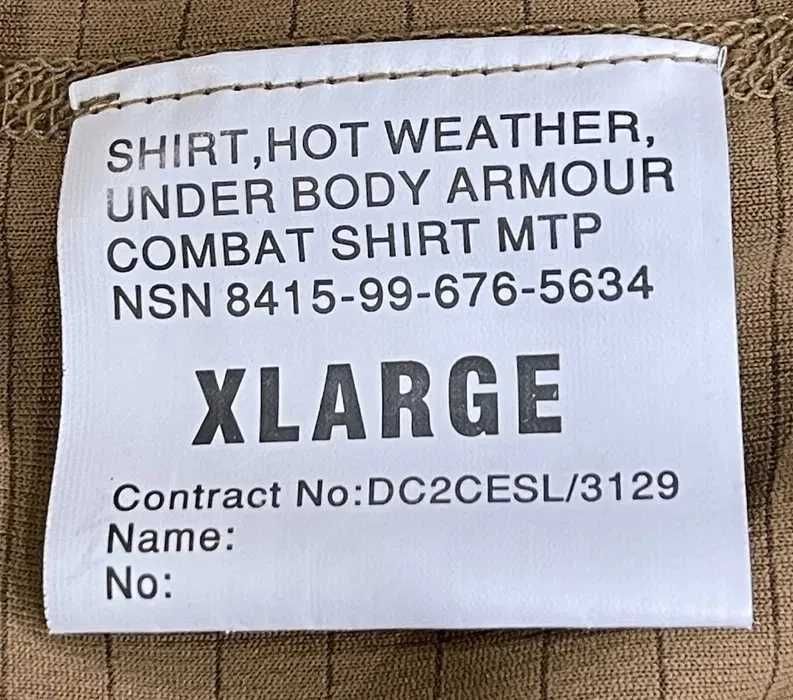 SHIRT,HOT WEATHER,
UNDER BODY ARMOUR
COMBAT SHIRT MTP
NSN 8415-99-676-5634
XLARGE
Contract No:DC2CESL/3129
Name:
No: